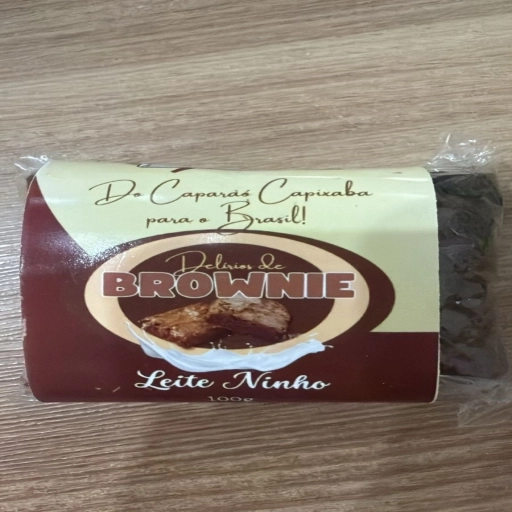 Do Caparaó Capixaba
para o Brasil!
Delírios de
BROWNIE
Leite Ninho
100g